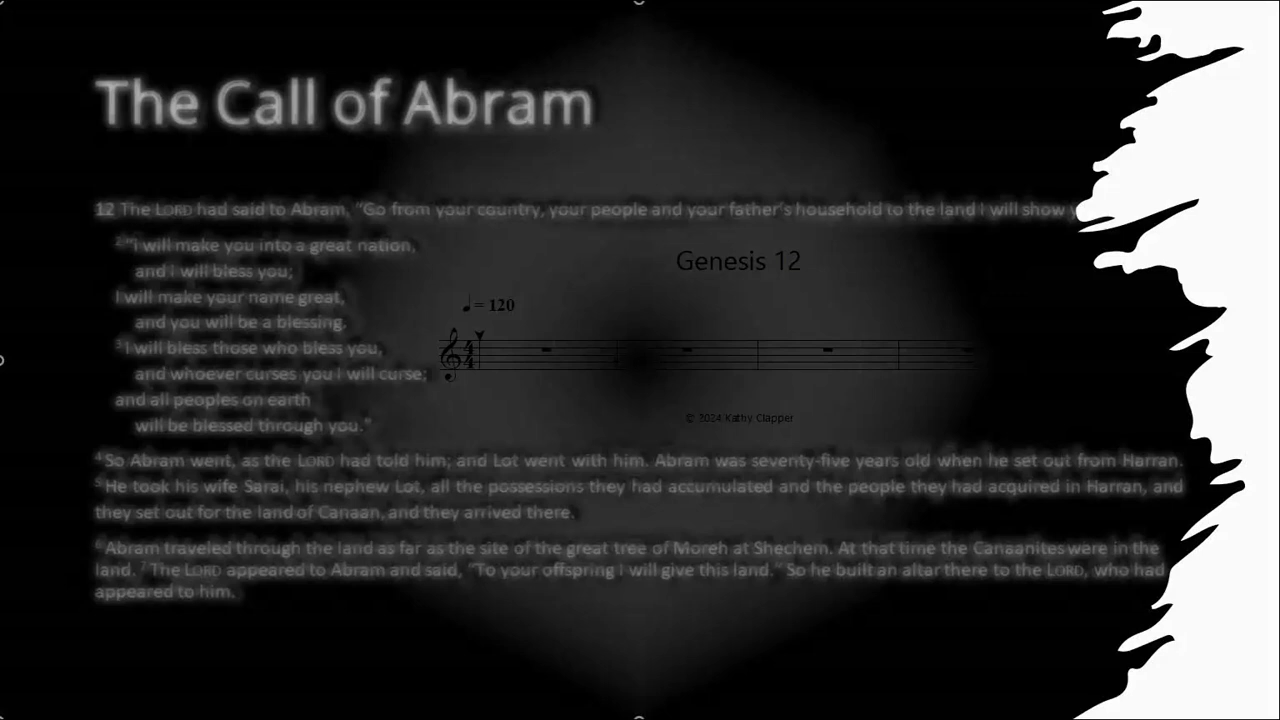 The Call of Abram
12 The LORD had said to Abram, “Go from your country, your people and your father’s household to the land I will show
2 “I will make you into a great nation,
and I will bless you;
I will make your name great,
and you will be a blessing.
3 I will bless those who bless you,
and whoever curses you I will curse;
and all peoples on earth
will be blessed through you.”
Genesis 12
= 120
4
4
© 2024 Kathy Clapper
4 So Abram went, as the LORD had told him; and Lot went with him. Abram was seventy-five years old when he set out from Harran.
5 He took his wife Sarai, his nephew Lot, all the possessions they had accumulated and the people they had acquired in Harran, and
they set out for the land of Canaan, and they arrived there.
6 Abram traveled through the land as far as the site of the great tree of Moreh at Shechem. At that time the Canaanites were in the
land. 7 The LORD appeared to Abram and said, “To your offspring I will give this land.” So he built an altar there to the LORD, who had
appeared to him.